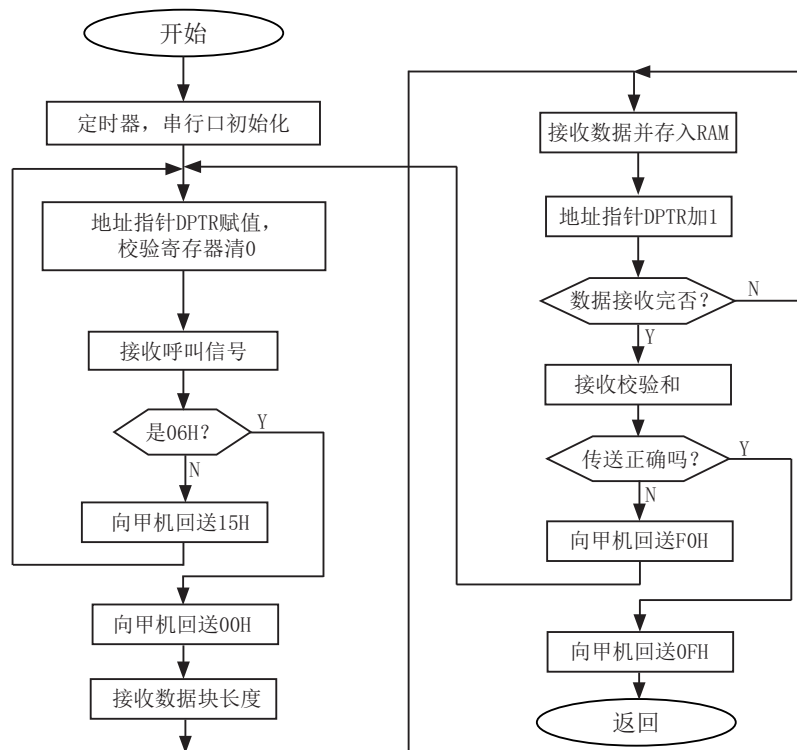 开始
定时器，串行口初始化
地址指针DPTR赋值，
校验寄存器清0
接收呼叫信号
是06H？
Y
N
向甲机回送15H
向甲机回送00H
接收数据块长度
接收数据并存入RAM
地址指针DPTR加1
数据接收完否？
N
Y
接收校验和
传送正确吗？
Y
N
向甲机回送F0H
向甲机回送0FH
返回